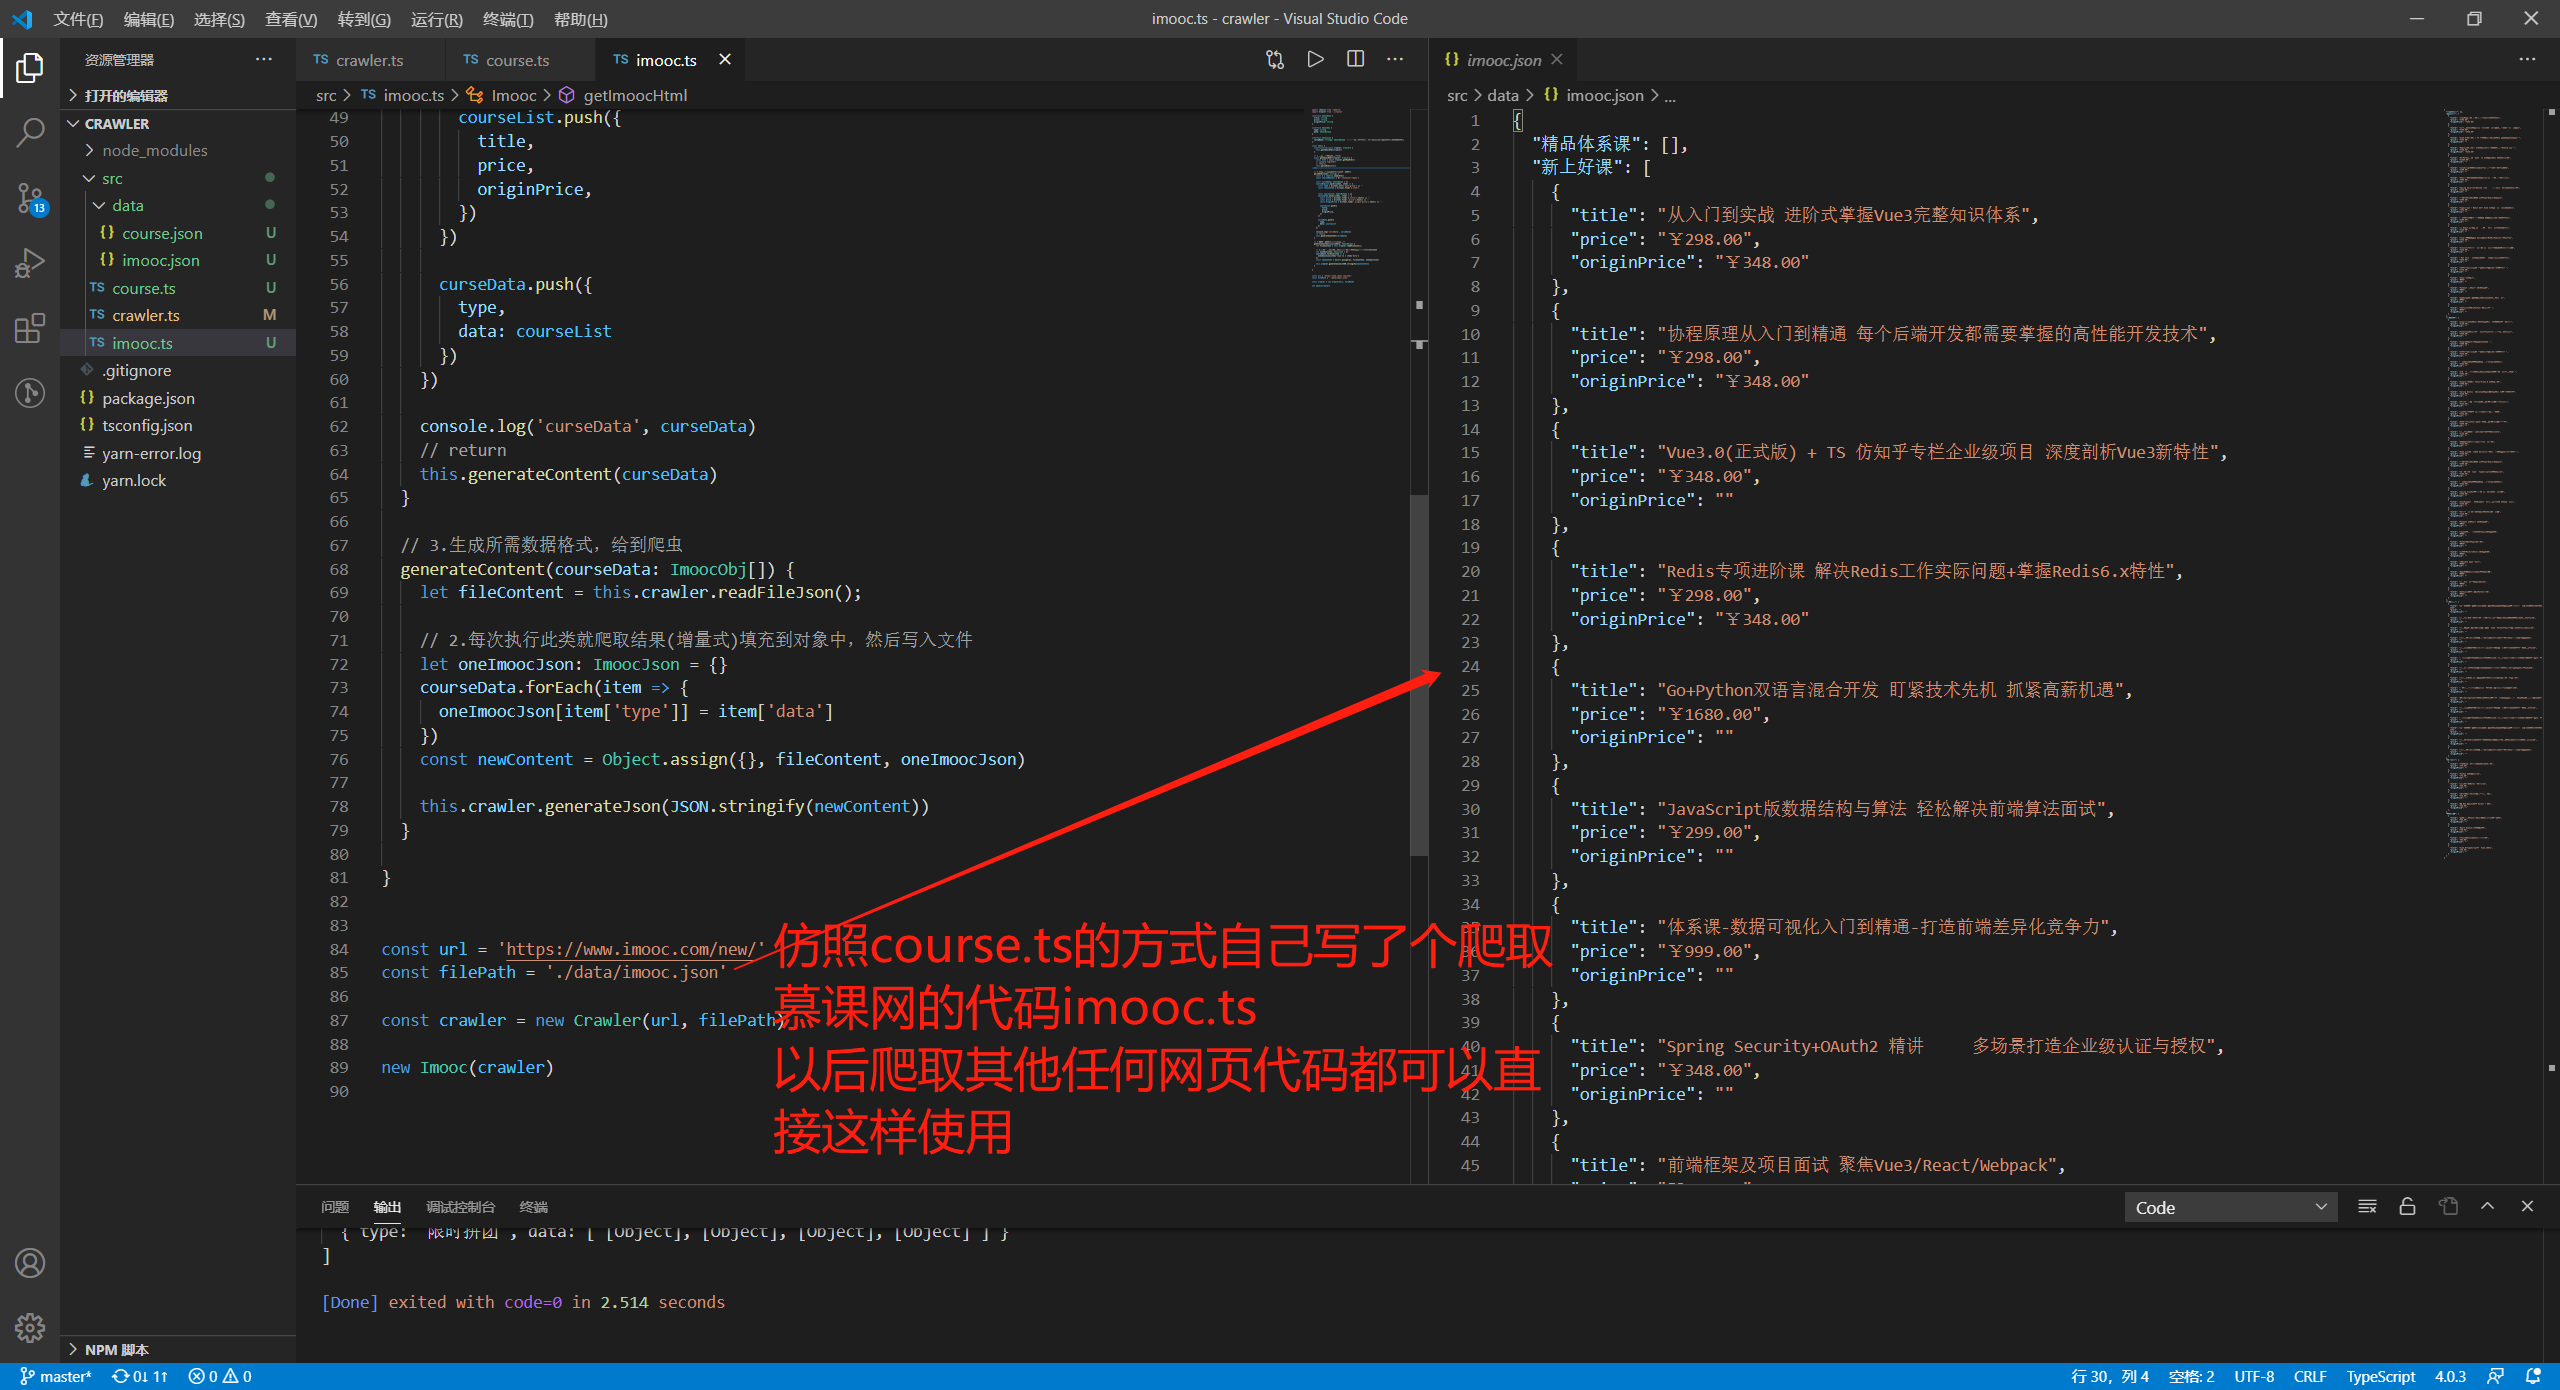 文件(F) 编辑(E) 选择(S) 查看(V) 转到(G) 运行(R) 终端(T) 帮助(H)
imooc.ts - crawler - Visual Studio Code
资源管理器
打开的编辑器
CRAWLER
node_modules
src
data
course.json U
imooc.json U
course.ts U
crawler.ts M
imooc.ts U
.gitignore
package.json
tsconfig.json
yarn-error.log
yarn.lock
NPM 脚本
13
TS crawler.ts TS course.ts TS imooc.ts
src > TS imooc.ts > Imooc > getImoocHtml
49 courseList.push({
50 title,
51 price,
52 originPrice,
53 })
54 })
55
56 curseData.push({
57 type,
58 data: courseList
59 })
60 })
61
62 console.log('curseData', curseData)
63 // return
64 this.generateContent(curseData)
65 }
66
67 // 3.生成所需数据格式，给到爬虫
68 generateContent(courseData: ImoocObj[]) {
69 let fileContent = this.crawler.readFileJson();
70
71 // 2.每次执行此类就爬取结果(增量式)填充到对象中，然后写入文件
72 let oneImoocJson: ImoocJson = {}
73 courseData.forEach(item => {
74 oneImoocJson[item['type']] = item['data']
75 })
76 const newContent = Object.assign({}, fileContent, oneImoocJson)
77
78 this.crawler.generateJson(JSON.stringify(newContent))
79 }
80
81 }
82
83
84 const url = 'https://www.imooc.com/new/'
85 const filePath = './data/imooc.json'
86
87 const crawler = new Crawler(url, filePath)
88
89 new Imooc(crawler)
90
仿照course.ts的方式自己写了个爬取
慕课网的代码imooc.ts
以后爬取其他任何网页代码都可以直
接这样使用
{} imooc.json
src > data > {} imooc.json > ...
1 {
2 "精品体系课": [],
3 "新上好课": [
4 {
5 "title": "从入门到实战 进阶式掌握Vue3完整知识体系",
6 "price": "￥298.00",
7 "originPrice": "￥348.00"
8 },
9 {
10 "title": "协程原理从入门到精通 每个后端开发都需要掌握的高性能开发技术",
11 "price": "￥298.00",
12 "originPrice": "￥348.00"
13 },
14 {
15 "title": "Vue3.0(正式版) + TS 仿知乎专栏企业级项目 深度剖析Vue3新特性",
16 "price": "￥348.00",
17 "originPrice": ""
18 },
19 {
20 "title": "Redis专项进阶课 解决Redis工作实际问题+掌握Redis6.x特性",
21 "price": "￥298.00",
22 "originPrice": "￥348.00"
23 },
24 {
25 "title": "Go+Python双语言混合开发 盯紧技术先机 抓紧高薪机遇",
26 "price": "￥1680.00",
27 "originPrice": ""
28 },
29 {
30 "title": "JavaScript版数据结构与算法 轻松解决前端算法面试",
31 "price": "￥299.00",
32 "originPrice": ""
33 },
34 {
"title": "体系课-数据可视化入门到精通-打造前端差异化竞争力",
36 "price": "￥999.00",
37 "originPrice": ""
38 },
39 {
40 "title": "Spring Security+OAuth2 精讲 多场景打造企业级认证与授权",
41 "price": "￥348.00",
42 "originPrice": ""
43 },
44 {
45 "title": "前端框架及项目面试 聚焦Vue3/React/Webpack",
问题 输出 调试控制台 终端
Code
{ type: '限时拼团', data: [ [Object], [Object], [Object], [Object] ] }
]
[Done] exited with code=0 in 2.514 seconds
master* 0↓ 1↑ 0 0
行 30，列 4 空格: 2 UTF-8 CRLF TypeScript 4.0.3